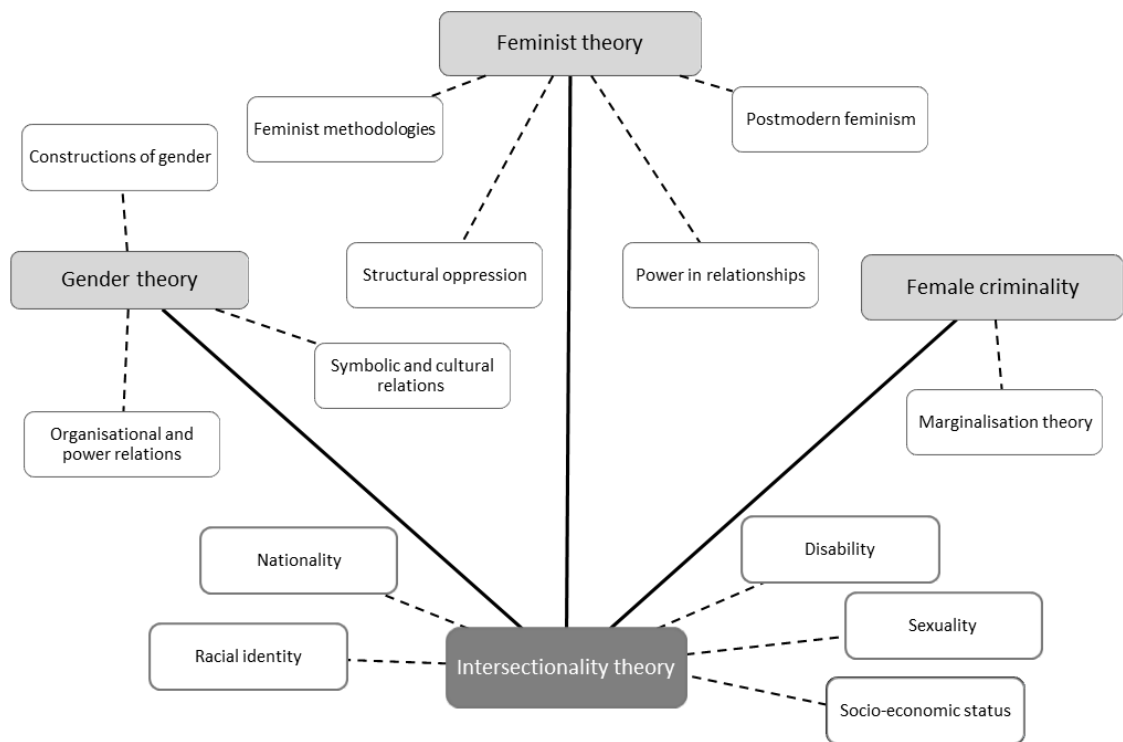 Feminist theory
Feminist methodologies
Postmodern feminism
Constructions of gender
Structural oppression
Power in relationships
Gender theory
Female criminality
Symbolic and cultural
relations
Organisational and
power relations
Marginalisation theory
Nationality
Disability
Racial identity
Intersectionality theory
Sexuality
Socio-economic status